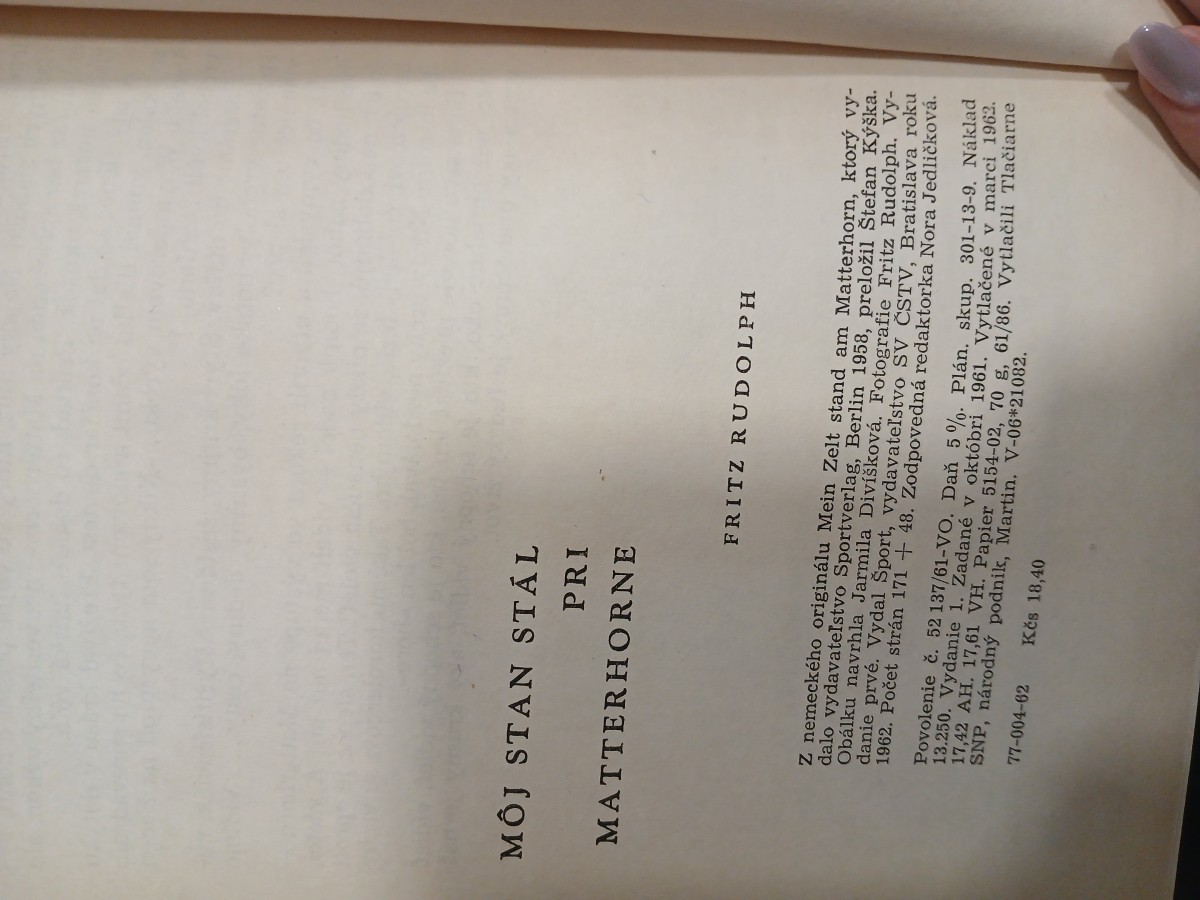 MÔJ STAN STÁL
PRI
MATTERHORNE
FRITZ RUDOLPH
Z nemeckého originálu Mein Zelt stand am Matterhorn, ktorý vy-
dalo vydavateľstvo Sportverlag, Berlin 1958, preložil Štefan Kýška.
Obálku navrhla Jarmila Divíšková. Fotografie Fritz Rudolph. Vy-
danie prvé. Vydal Šport, vydavateľstvo SV ČSTV, Bratislava roku
1962. Počet strán 171 + 48. Zodpovedná redaktorka Nora Jedličková.
Povolenie č. 52 137/61-VO. Daň 5 %. Plán. skup. 301-13-9. Náklad
13.250. Vydanie 1. Zadané v októbri 1961. Vytlačené v marci 1962.
17,42 AH. 17,61 VH. Papier 5154-02, 70 g, 61/86. Vytlačili Tlačiarne
SNP, národný podnik, Martin. V-06*21082.
77-004-62 Kčs 18,40